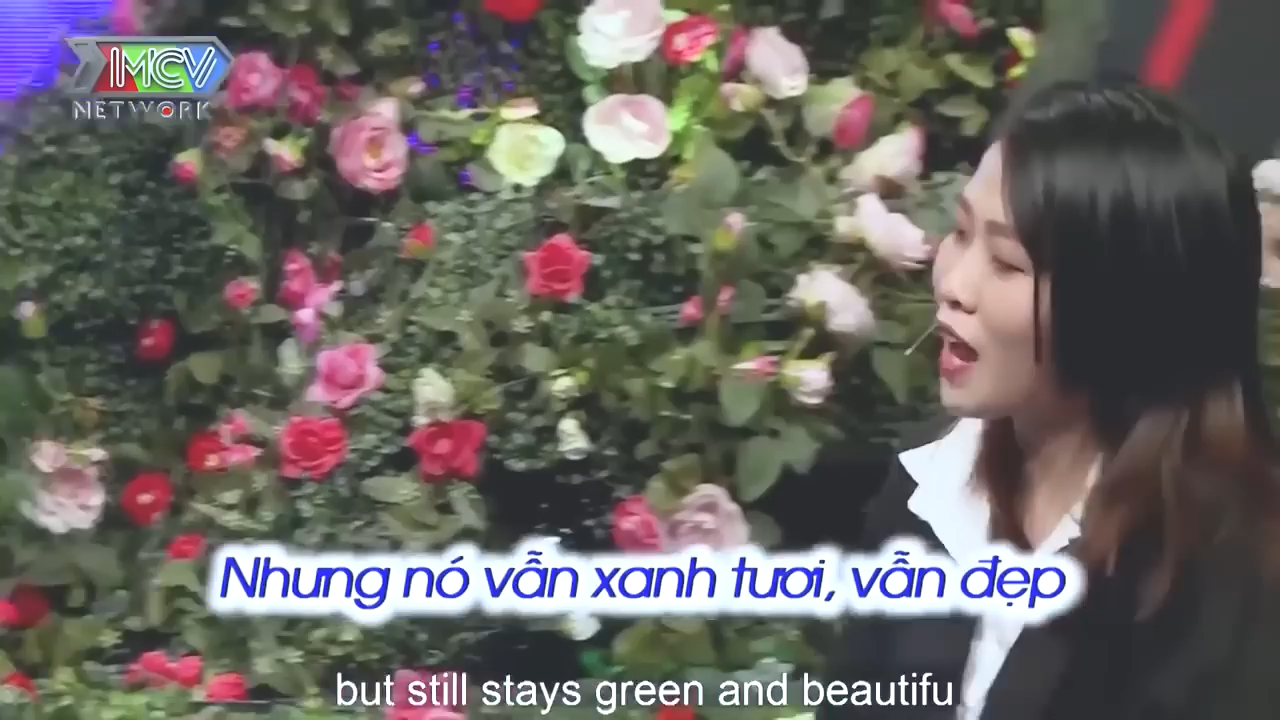 MCV
NETWORK
Nhưng nó vẫn xanh tươi, vẫn đẹp
but still stays green and beautifu